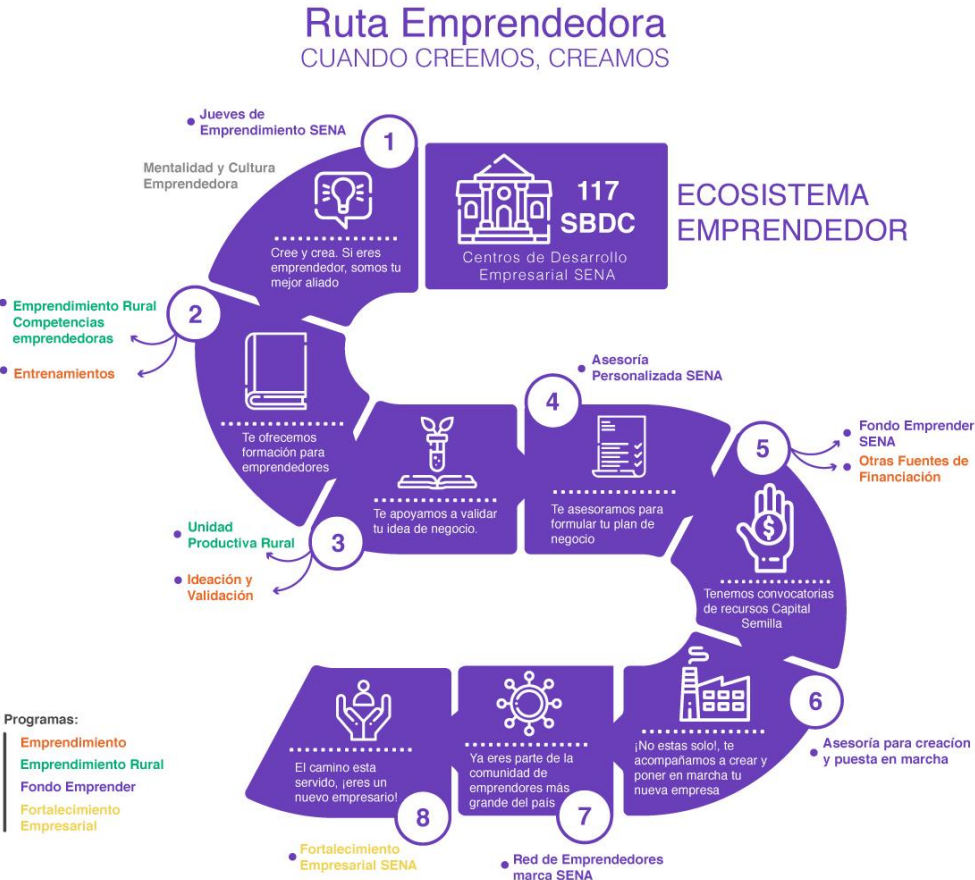 Ruta Emprendedora
CUANDO CREEMOS, CREAMOS
Jueves de
Emprendimiento SENA
1
Mentalidad y Cultura
Emprendedora
Cree y crea. Si eres
emprendedor, somos tu
mejor aliado
117
SBDC
Centros de Desarrollo
Empresarial SENA
ECOSISTEMA
EMPRENDEDOR
2
Emprendimiento Rural
Competencias
emprendedoras
Entrenamientos
Te ofrecemos
formación para
emprendedores
3
Unidad
Productiva Rural
Ideación y
Validación
Te apoyamos a validar
tu idea de negocio.
4
Asesoría
Personalizada SENA
Te asesoramos para
formular tu plan de
negocio
5
Fondo Emprender
SENA
Otras Fuentes de
Financiación
$
Tenemos convocatorias
de recursos Capital
Semilla
6
Asesoría para creacíon
y puesta en marcha
¡No estas solo!, te
acompañamos a crear y
poner en marcha tu
nueva empresa
7
Ya eres parte de la
comunidad de
emprendores más
grande del país
Red de Emprendedores
marca SENA
8
El camino esta
servido, ¡eres un
nuevo empresario!
Fortalecimiento
Empresarial SENA
Programas:
Emprendimiento
Emprendimiento Rural
Fondo Emprender
Fortalecimiento
Empresarial